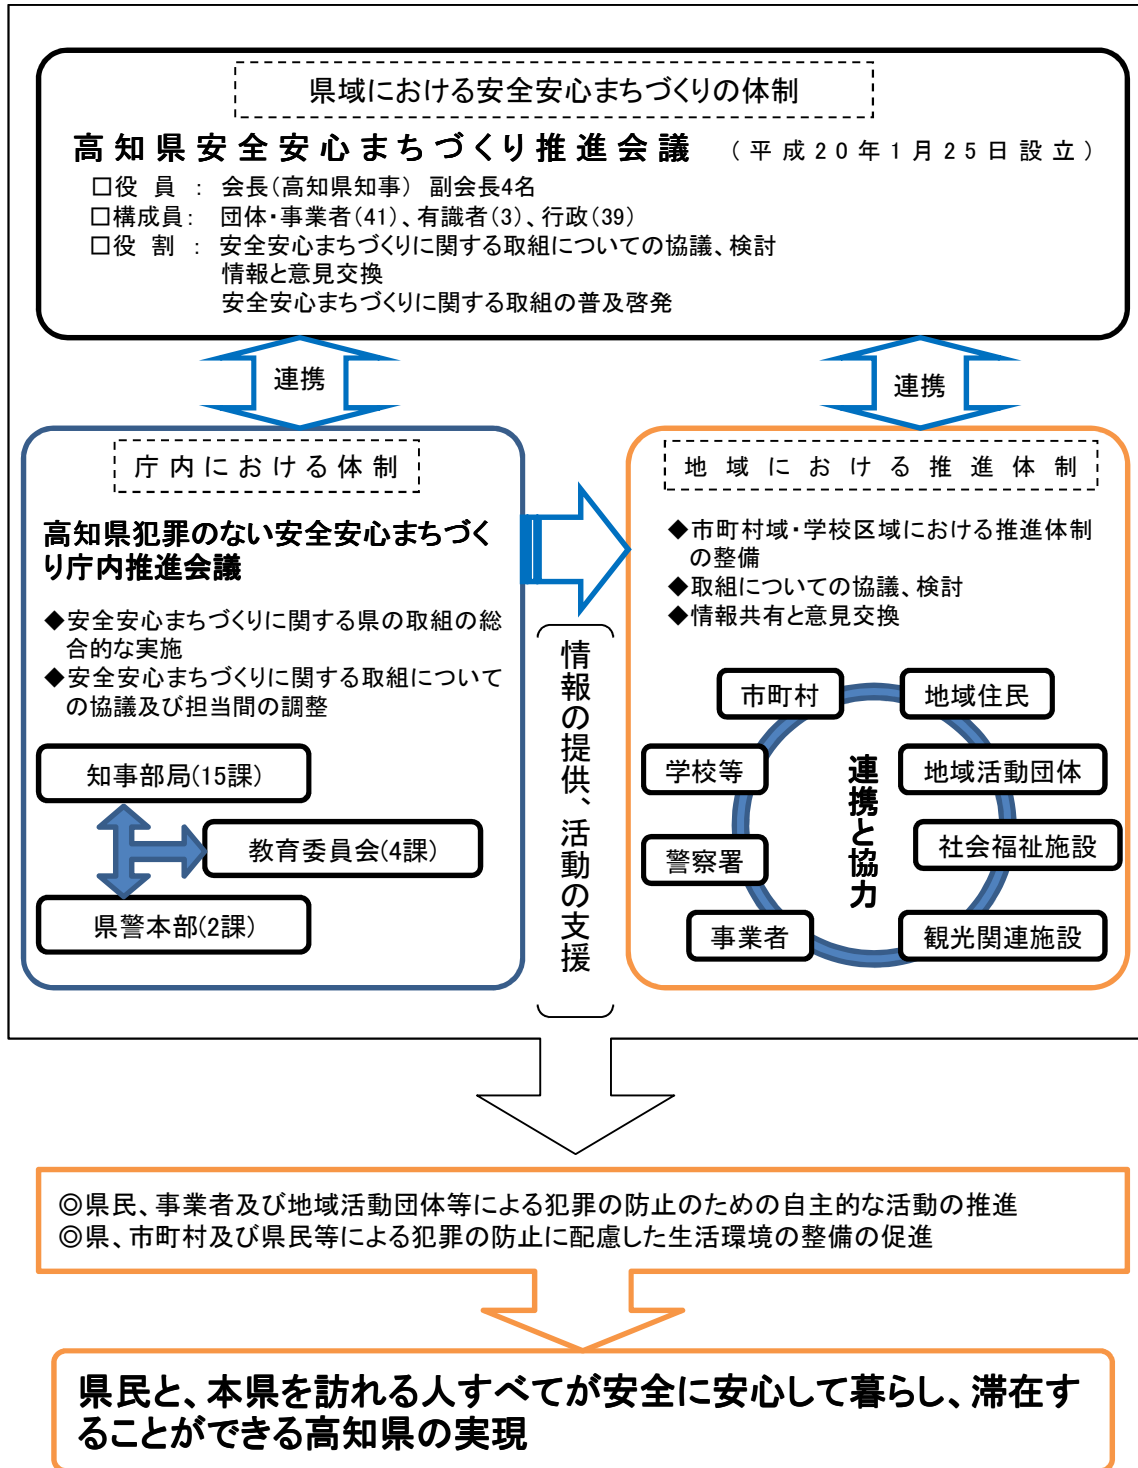 県域における安全安心まちづくりの体制
高知県安全安心まちづくり推進会議 （平成20年1月25日設立）
□役員： 会長（高知県知事） 副会長4名
□構成員： 団体・事業者（41）、有識者（3）、行政（39）
□役割： 安全安心まちづくりに関する取組についての協議、検討
情報と意見交換
安全安心まちづくりに関する取組の普及啓発
連携
連携
庁内における体制
高知県犯罪のない安全安心まちづく
り庁内推進会議
◆安全安心まちづくりに関する県の取組の総
合的な実施
◆安全安心まちづくりに関する取組について
の協議及び担当間の調整
知事部局(15課)
教育委員会(4課)
県警本部(2課)
情報の提供、活動の支援
地域における推進体制
◆市町村域・学校区域における推進体制
の整備
◆取組についての協議、検討
◆情報共有と意見交換
市町村
地域住民
学校等
地域活動団体
警察署
社会福祉施設
事業者
観光関連施設
連携と協力
◎県民、事業者及び地域活動団体等による犯罪の防止のための自主的な活動の推進
◎県、市町村及び県民等による犯罪の防止に配慮した生活環境の整備の促進
県民と、本県を訪れる人すべてが安全に安心して暮らし、滞在す
ることができる高知県の実現